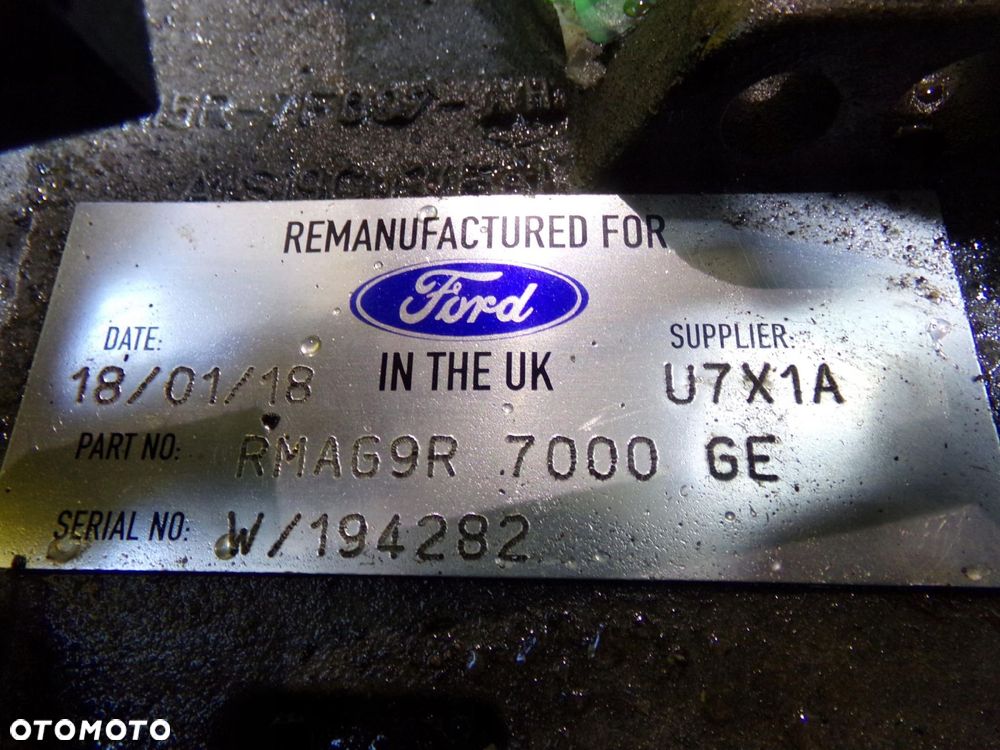 REMANUFACTURED FOR
Ford
IN THE UK
DATE:
18/01/18
SUPPLIER:
U7X1A
PART NO: RMAG9R 7000 GE
SERIAL NO: W/194282
OTOMOTO